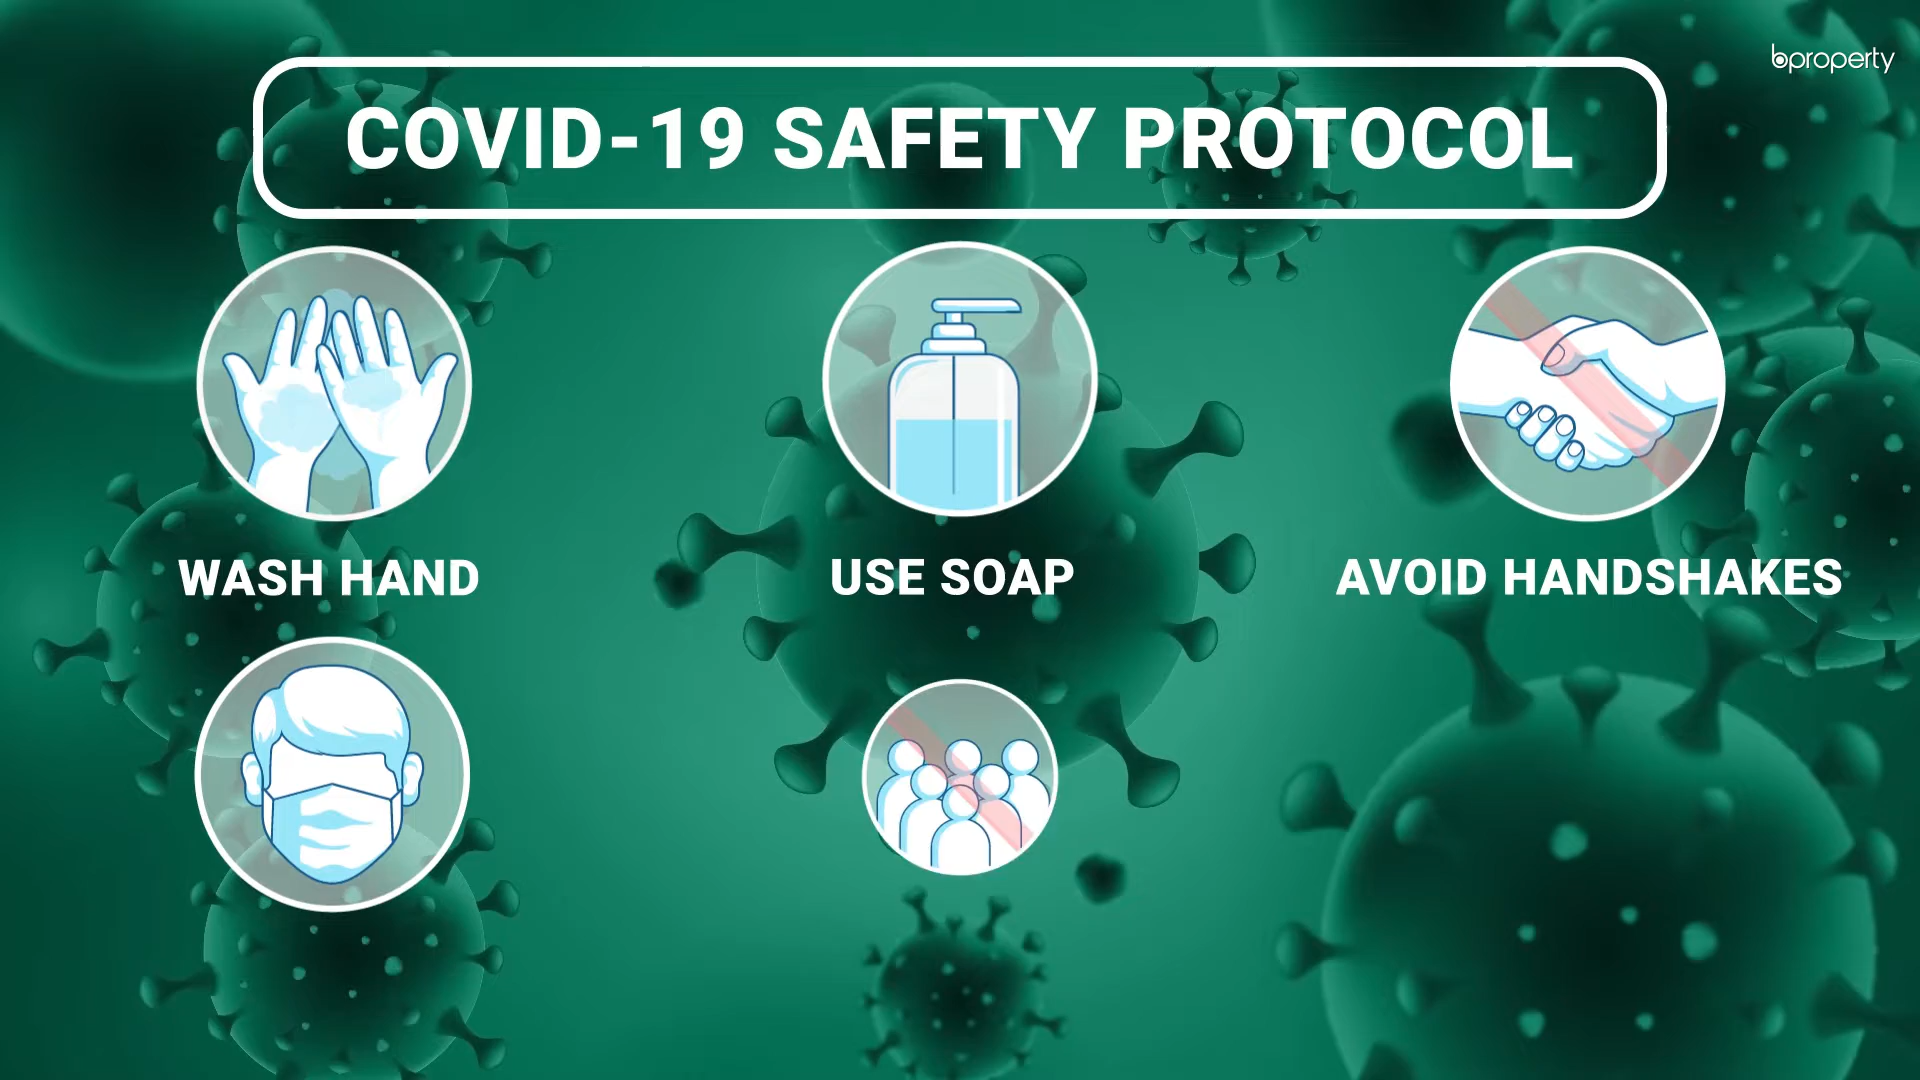 bproperty
COVID-19 SAFETY PROTOCOL
WASH HAND
USE SOAP
AVOID HANDSHAKES